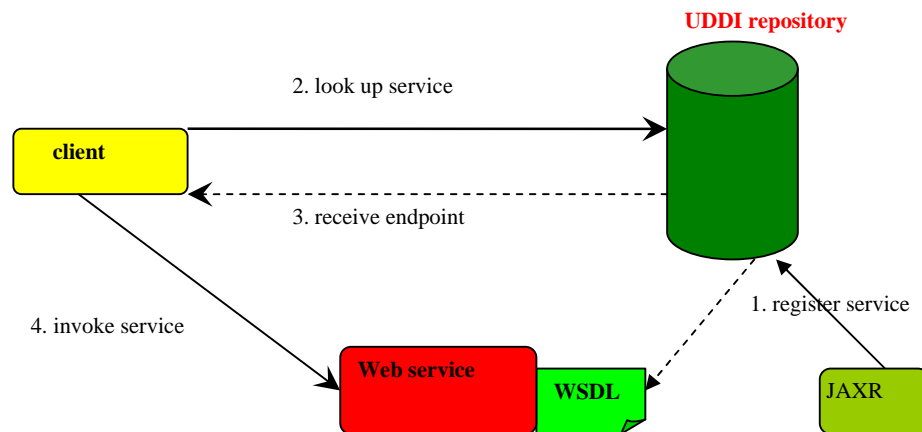 UDDI repository
2. look up service
client
3. receive endpoint
1. register service
4. invoke service
Web service
WSDL
JAXR